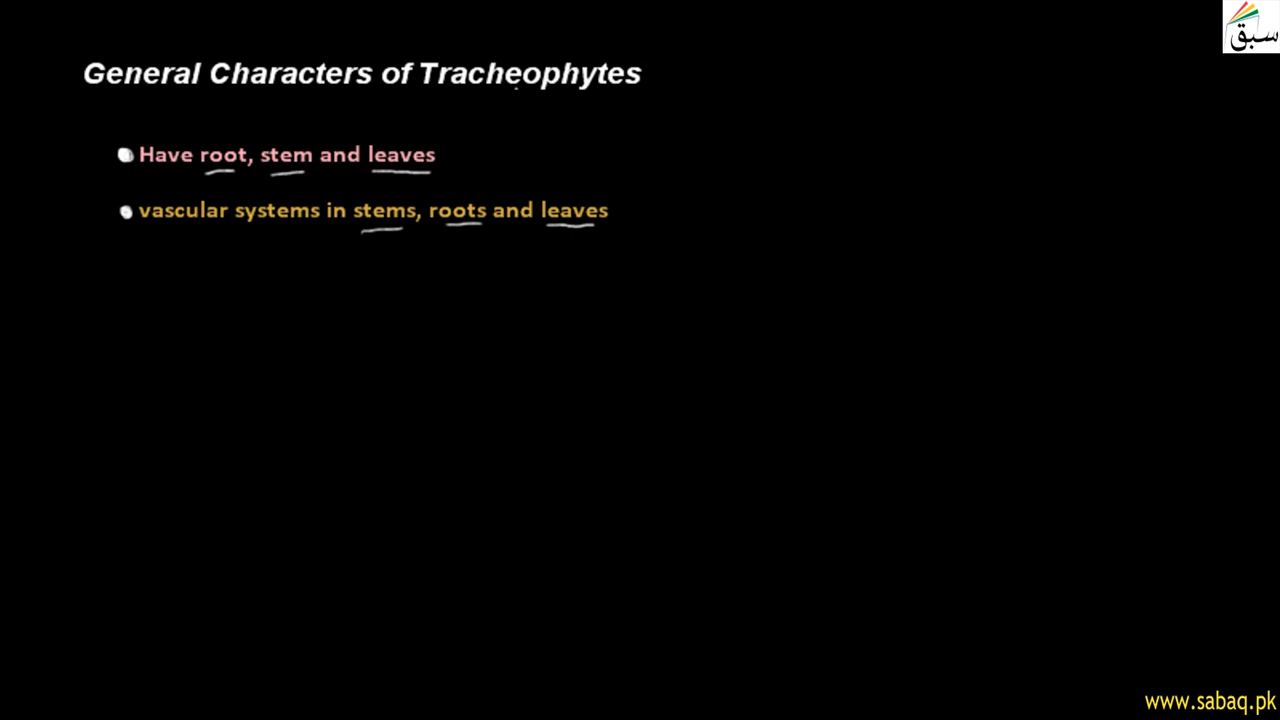 سبق
General Characters of Tracheophytes
Have root, stem and leaves
vascular systems in stems, roots and leaves
www.sabaq.pk